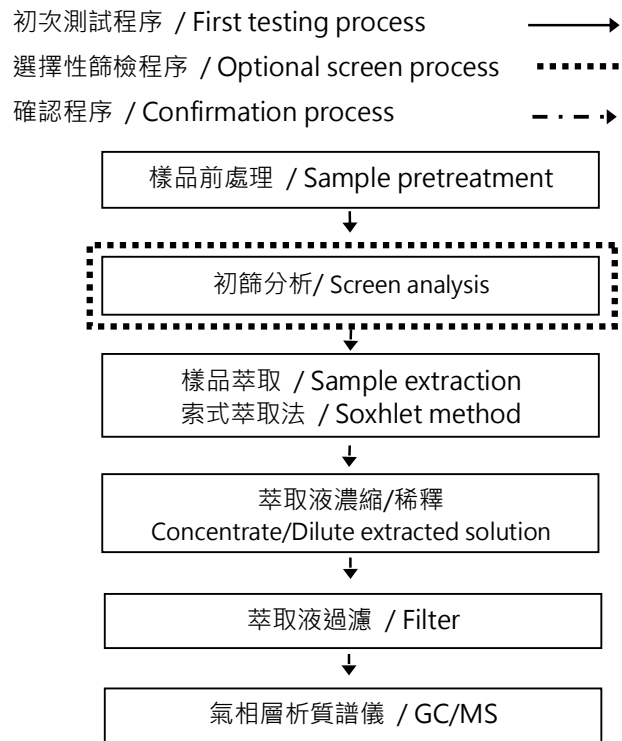 初次測試程序 / First testing process
選擇性篩檢程序 / Optional screen process
確認程序 / Confirmation process
樣品前處理 / Sample pretreatment
初篩分析/ Screen analysis
樣品萃取 / Sample extraction
索式萃取法 / Soxhlet method
萃取液濃縮/稀釋
Concentrate/Dilute extracted solution
萃取液過濾 / Filter
氣相層析質譜儀 / GC/MS